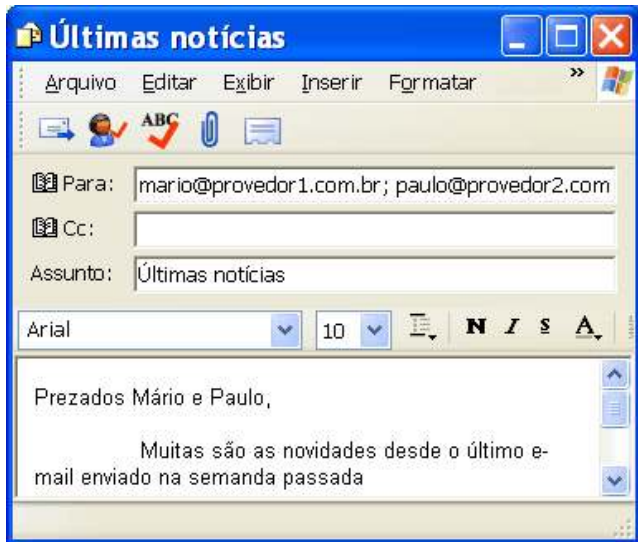 Últimas notícias
Arquivo Editar Exibir Inserir Formatar »
ABC
Para: mario@provedor1.com.br; paulo@provedor2.com
Cc:
Assunto: Últimas notícias
Arial 10 N I s A
Prezados Mário e Paulo,
Muitas são as novidades desde o último e-
mail enviado na semanda passada